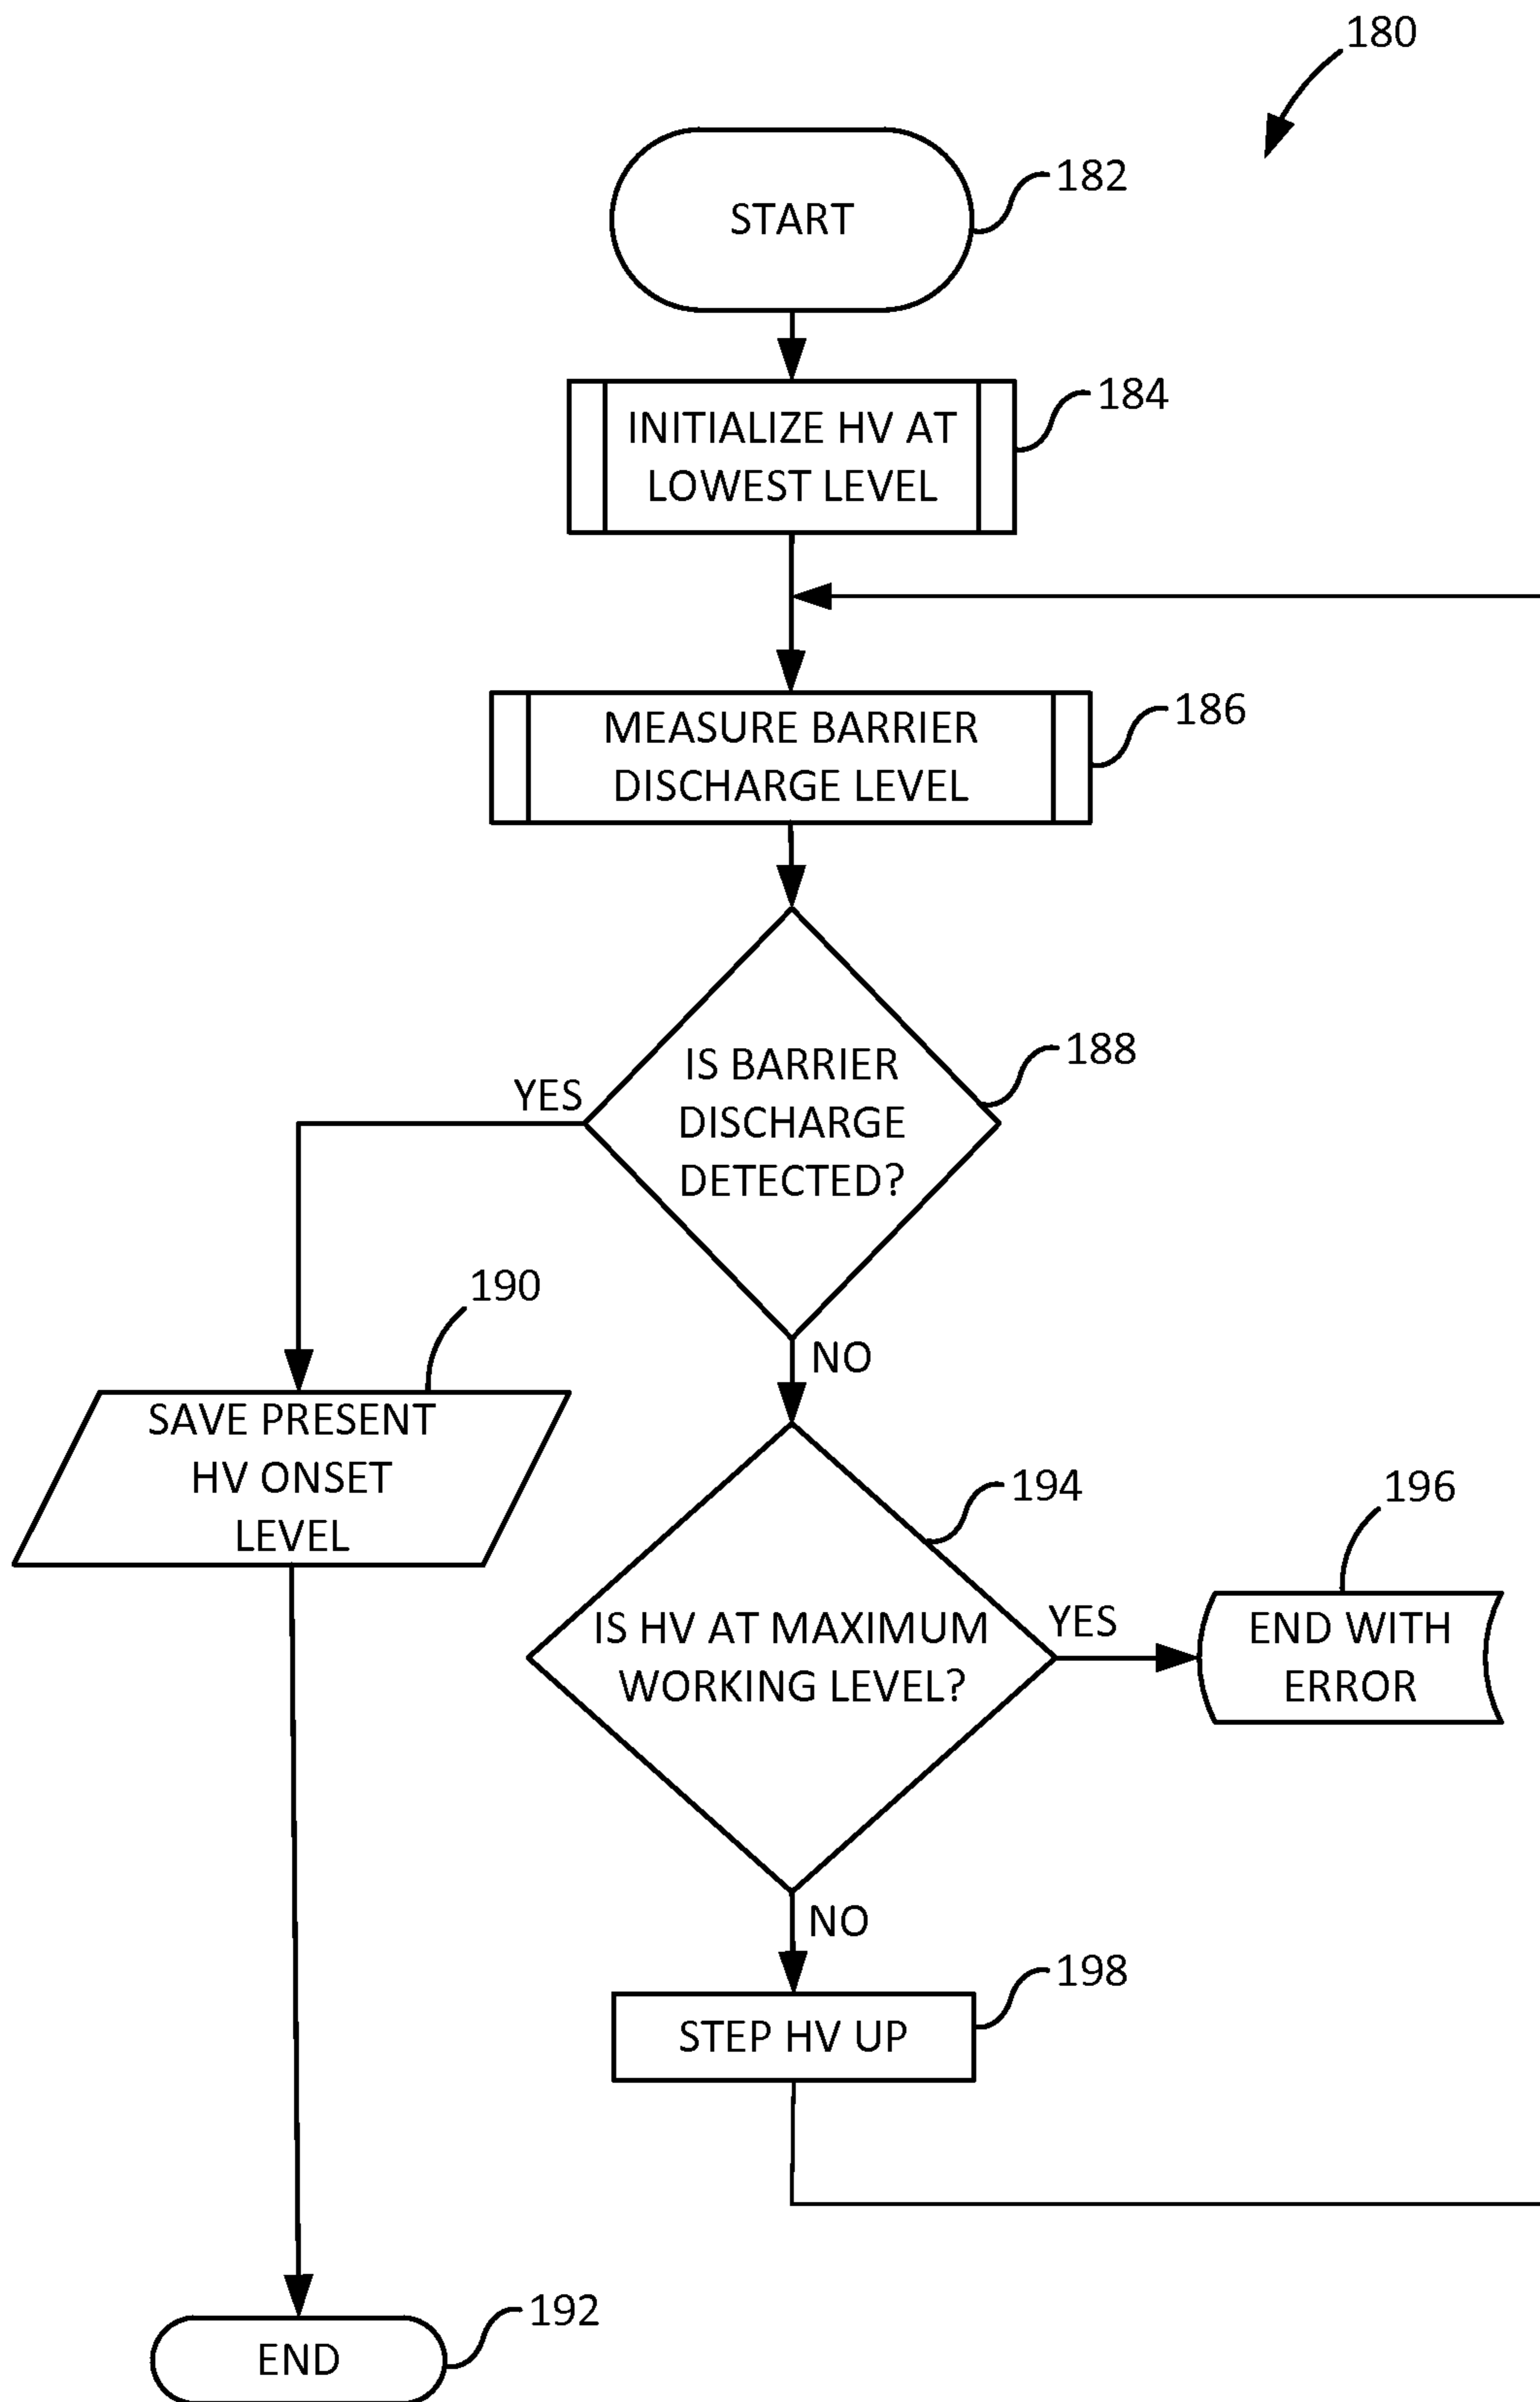 180
START
182
INITIALIZE HV AT
LOWEST LEVEL
184
MEASURE BARRIER
DISCHARGE LEVEL
186
IS BARRIER
DISCHARGE
DETECTED?
188
YES
NO
190
SAVE PRESENT
HV ONSET
LEVEL
IS HV AT MAXIMUM
WORKING LEVEL?
194
YES
196
END WITH
ERROR
NO
STEP HV UP
198
END
192